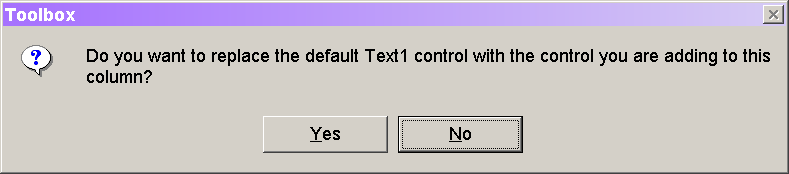 Toolbox
Do you want to replace the default Text1 control with the control you are adding to this
column?
Yes
No